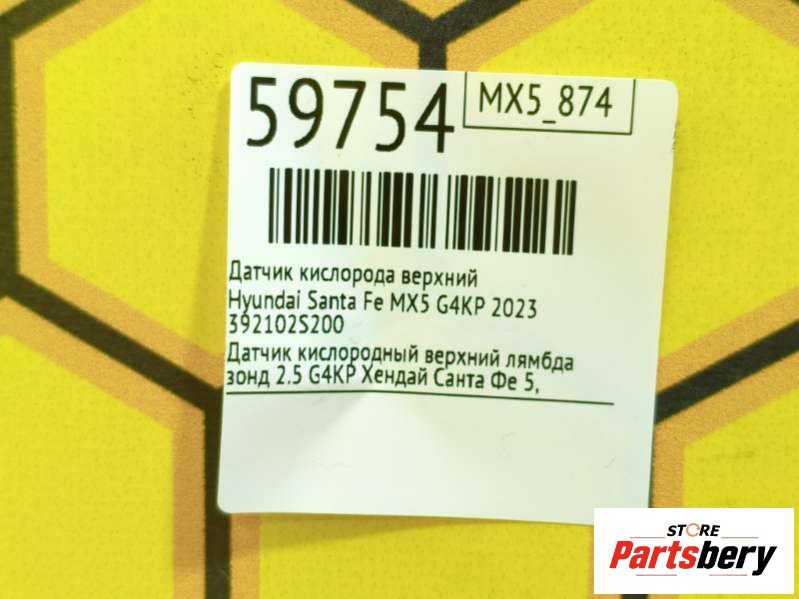 59754
MX5_874
Датчик кислорода верхний
Hyundai Santa Fe MX5 G4KP 2023
392102S200
Датчик кислородный верхний лямбда
зонд 2.5 G4KP Хендай Санта Фе 5,
STORE
Partsbery